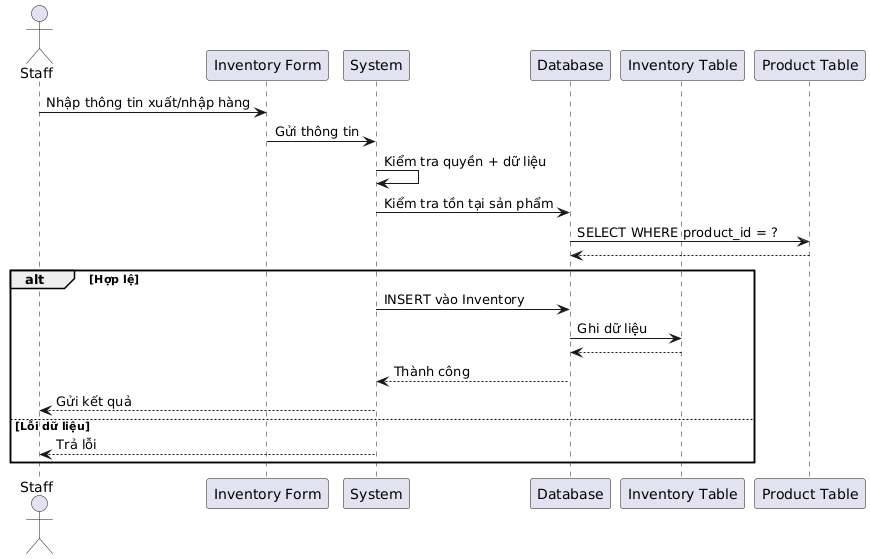 Staff
Inventory Form
System
Database
Inventory Table
Product Table
Nhập thông tin xuất/nhập hàng
Gửi thông tin
Kiểm tra quyền + dữ liệu
Kiểm tra tồn tại sản phẩm
SELECT WHERE product_id = ?
alt
[Hợp lệ]
INSERT vào Inventory
Ghi dữ liệu
Thành công
Gửi kết quả
[Lỗi dữ liệu]
Trả lỗi
Staff
Inventory Form
System
Database
Inventory Table
Product Table